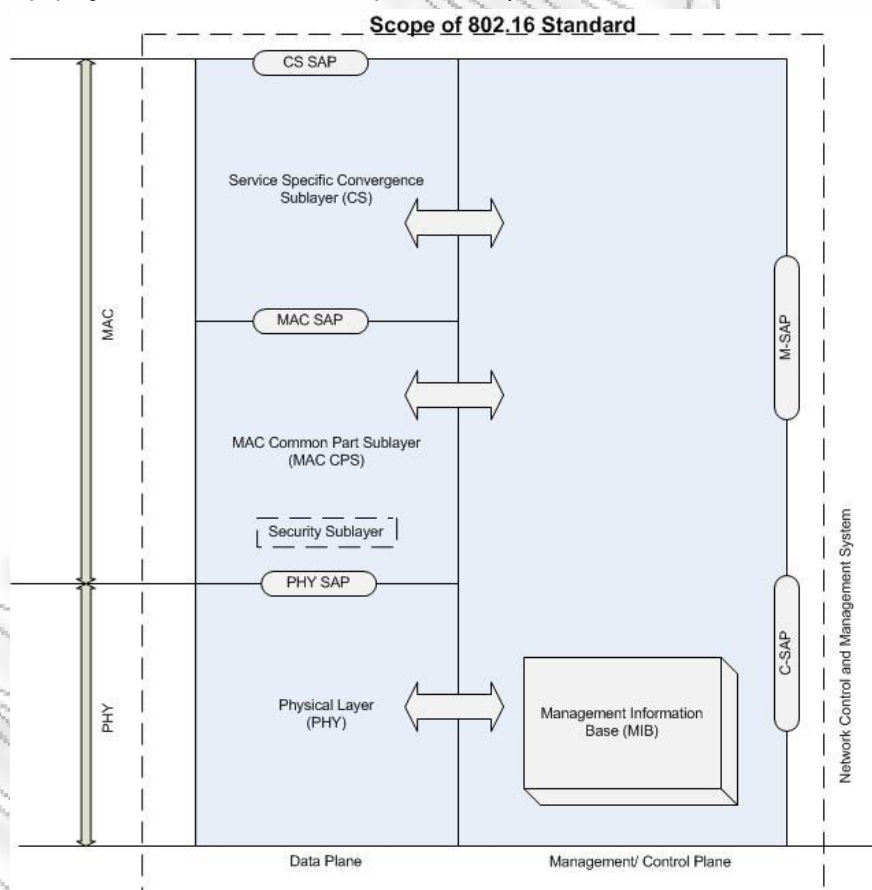 Scope of 802.16 Standard
CS SAP
Service Specific Convergence
Sublayer (CS)
MAC SAP
MAC
M-SAP
MAC Common Part Sublayer
(MAC CPS)
Security Sublayer
PHY SAP
C-SAP
Network Control and Management System
PHY
Physical Layer
(PHY)
Management Information
Base (MIB)
Data Plane
Management/ Control Plane